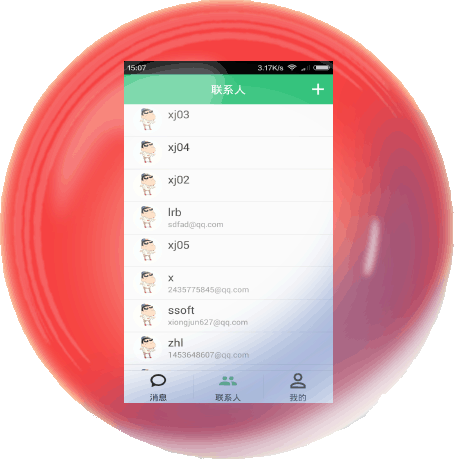 15:07 3.17K/s
联系人 +
xj03
xj04
xj02
lrb
sdfad@qq.com
xj05
x
2435775845@qq.com
ssoft
xiongjun627@qq.com
zhl
1453648607@qq.com
消息 联系人 我的